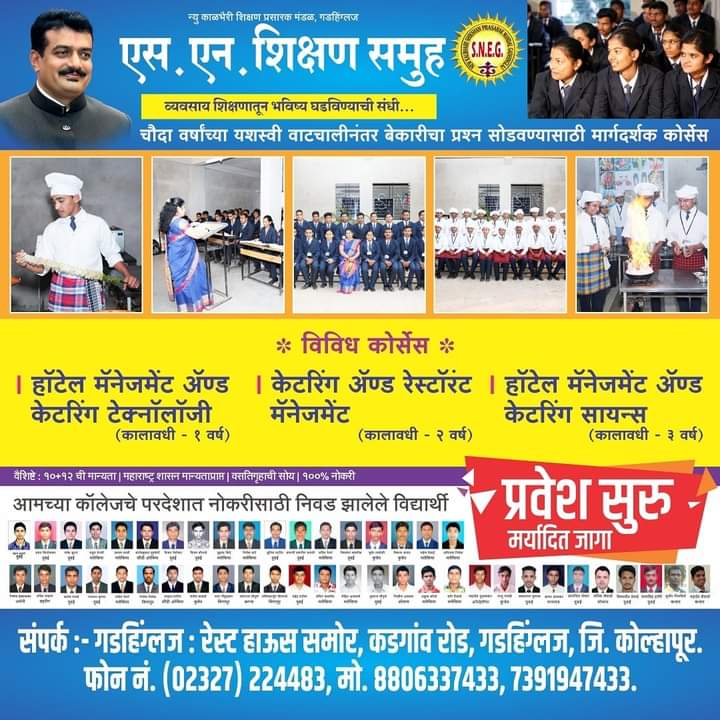 न्यु काळभैरी शिक्षण प्रसारक मंडळ, गडहिंग्लज
एस. एन. शिक्षण समुह
S.N.E.G.
व्यवसाय शिक्षणातून भविष्य घडविण्याची संधी...
चौदा वर्षाच्या यशस्वी वाटचालीनंतर बेकारीचा प्रश्न सोडवण्यासाठी मार्गदर्शक कोर्सेस
* विविध कोर्सेस *
हॉटेल मॅनेजमेंट ॲण्ड
केटरिंग टेक्नॉलॉजी
(कालावधी - १ वर्ष)
केटरिंग ॲण्ड रेस्टॉरंट
मॅनेजमेंट
(कालावधी - २ वर्ष)
हॉटेल मॅनेजमेंट ॲण्ड
केटरिंग सायन्स
(कालावधी - ३ वर्ष)
वैशिष्टे : १०+१२ ची मान्यता | महाराष्ट्र शासन मान्यताप्राप्त | वसतिगृहाची सोय | १००% नोकरी
आमच्या कॉलेजचे परदेशात नोकरीसाठी निवड झालेले विद्यार्थी
प्रवेश सुरु
मर्यादित जागा
संपर्क :- गडहिंग्लज : रेस्ट हाऊस समोर, कडगांव रोड, गडहिंग्लज, जि. कोल्हापूर.
फोन नं. (02327) 224483, मो. 8806337433, 7391947433.